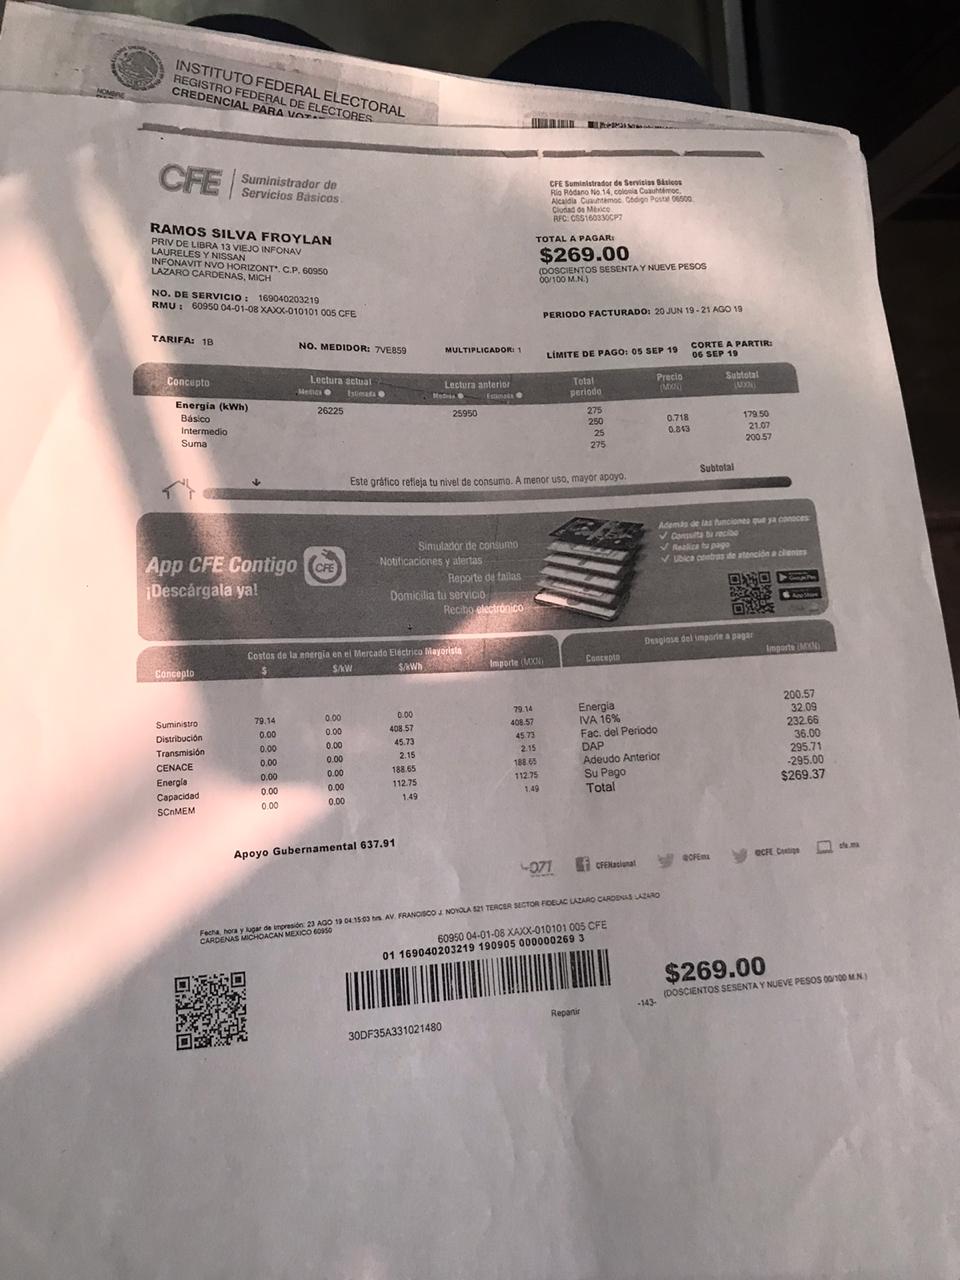 INSTITUTO FEDERAL ELECTORAL
REGISTRO FEDERAL DE ELECTORES
CREDENCIAL PARA
NOMBRE
CFE Suministrador de
Servicios Básicos
CFE Suministrador de Servicios Básicos
Río Ródano No.14, colonia Cuauhtémoc,
Alcaldía Cuauhtémoc, Código Postal 06500,
Ciudad de México
RFC: CSS160330CP7
RAMOS SILVA FROYLAN
PRIV DE LIBRA 13 VIEJO INFONAV
LAURELES Y NISSAN
INFONAVIT NVO HORIZONT*. C.P. 60950
LAZARO CARDENAS, MICH
TOTAL A PAGAR:
$269.00
(DOSCIENTOS SESENTA Y NUEVE PESOS
00/100 M.N.)
NO. DE SERVICIO : 169040203219
RMU : 60950 04-01-08 XAXX-010101 005 CFE
PERIODO FACTURADO: 20 JUN 19 - 21 AGO 19
TARIFA: 1B NO. MEDIDOR: 7VE859 MULTIPLICADOR: 1 LÍMITE DE PAGO: 05 SEP 19 CORTE A PARTIR:
06 SEP 19
Concepto Lectura actual Lectura anterior Total Precio Subtotal
Medida Estimada Medida Estimada periodo (MXN) (MXN)
Energía (kWh) 26225 25950 275
Básico 250 0.718 179.50
Intermedio 25 0.843 21.07
Suma 275 200.57
Subtotal
Este gráfico refleja tu nivel de consumo. A menor uso, mayor apoyo.
App CFE Contigo CFE
¡Descárgala ya!
Simulador de consumo
Notificaciones y alertas
Reporte de fallas
Domicilia tu servicio
Recibo electrónico
Además de las funciones que ya conoces:
Consulta tu recibo
Realiza tu pago
Ubica centros de atención a clientes
Google Play
App Store
Costos de la energía en el Mercado Eléctrico Mayorista
Concepto $ $/kW $/kWh Importe (MXN)
Suministro 79.14 0.00 0.00 79.14
Distribución 0.00 0.00 408.57 408.57
Transmisión 0.00 0.00 45.73 45.73
CENACE 0.00 0.00 2.15 2.15
Energía 0.00 0.00 188.65 188.65
Capacidad 0.00 0.00 112.75 112.75
SCnMEM 0.00 0.00 1.49 1.49
Desglose del importe a pagar
Concepto Importe (MXN)
Energía 200.57
IVA 16% 32.09
Fac. del Periodo 232.66
DAP 36.00
Adeudo Anterior 295.71
Su Pago -295.00
Total $269.37
Apoyo Gubernamental 637.91
071 CFENacional @CFEmx @CFE_Contigo cfe.mx
Fecha, hora y lugar de impresión: 23 AGO 19 04:15:03 hrs. AV. FRANCISCO J. NOYOLA 521 TERCER SECTOR FIDELAC LAZARO CARDENAS LAZARO
CARDENAS MICHOACAN MEXICO 60950
60950 04-01-08 XAXX-010101 005 CFE
01 169040203219 190905 000000269 3
30DF35A331021480
Repartir
-143-
$269.00
(DOSCIENTOS SESENTA Y NUEVE PESOS 00/100 M.N.)